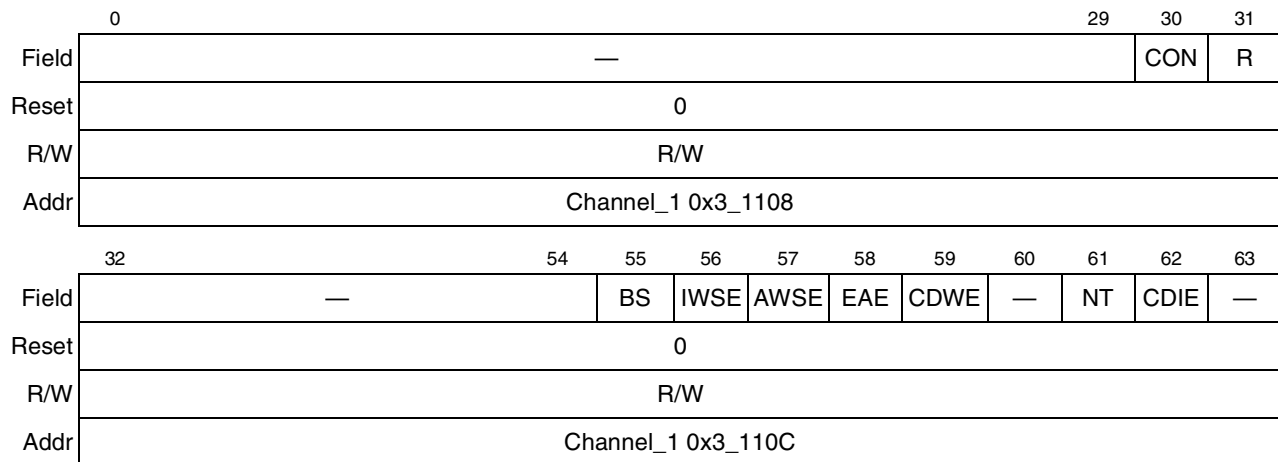 0 29 30 31
Field — CON R
Reset 0
R/W R/W
Addr Channel_1 0x3_1108
32 54 55 56 57 58 59 60 61 62 63
Field — BS IWSE AWSE EAE CDWE — NT CDIE —
Reset 0
R/W R/W
Addr Channel_1 0x3_110C